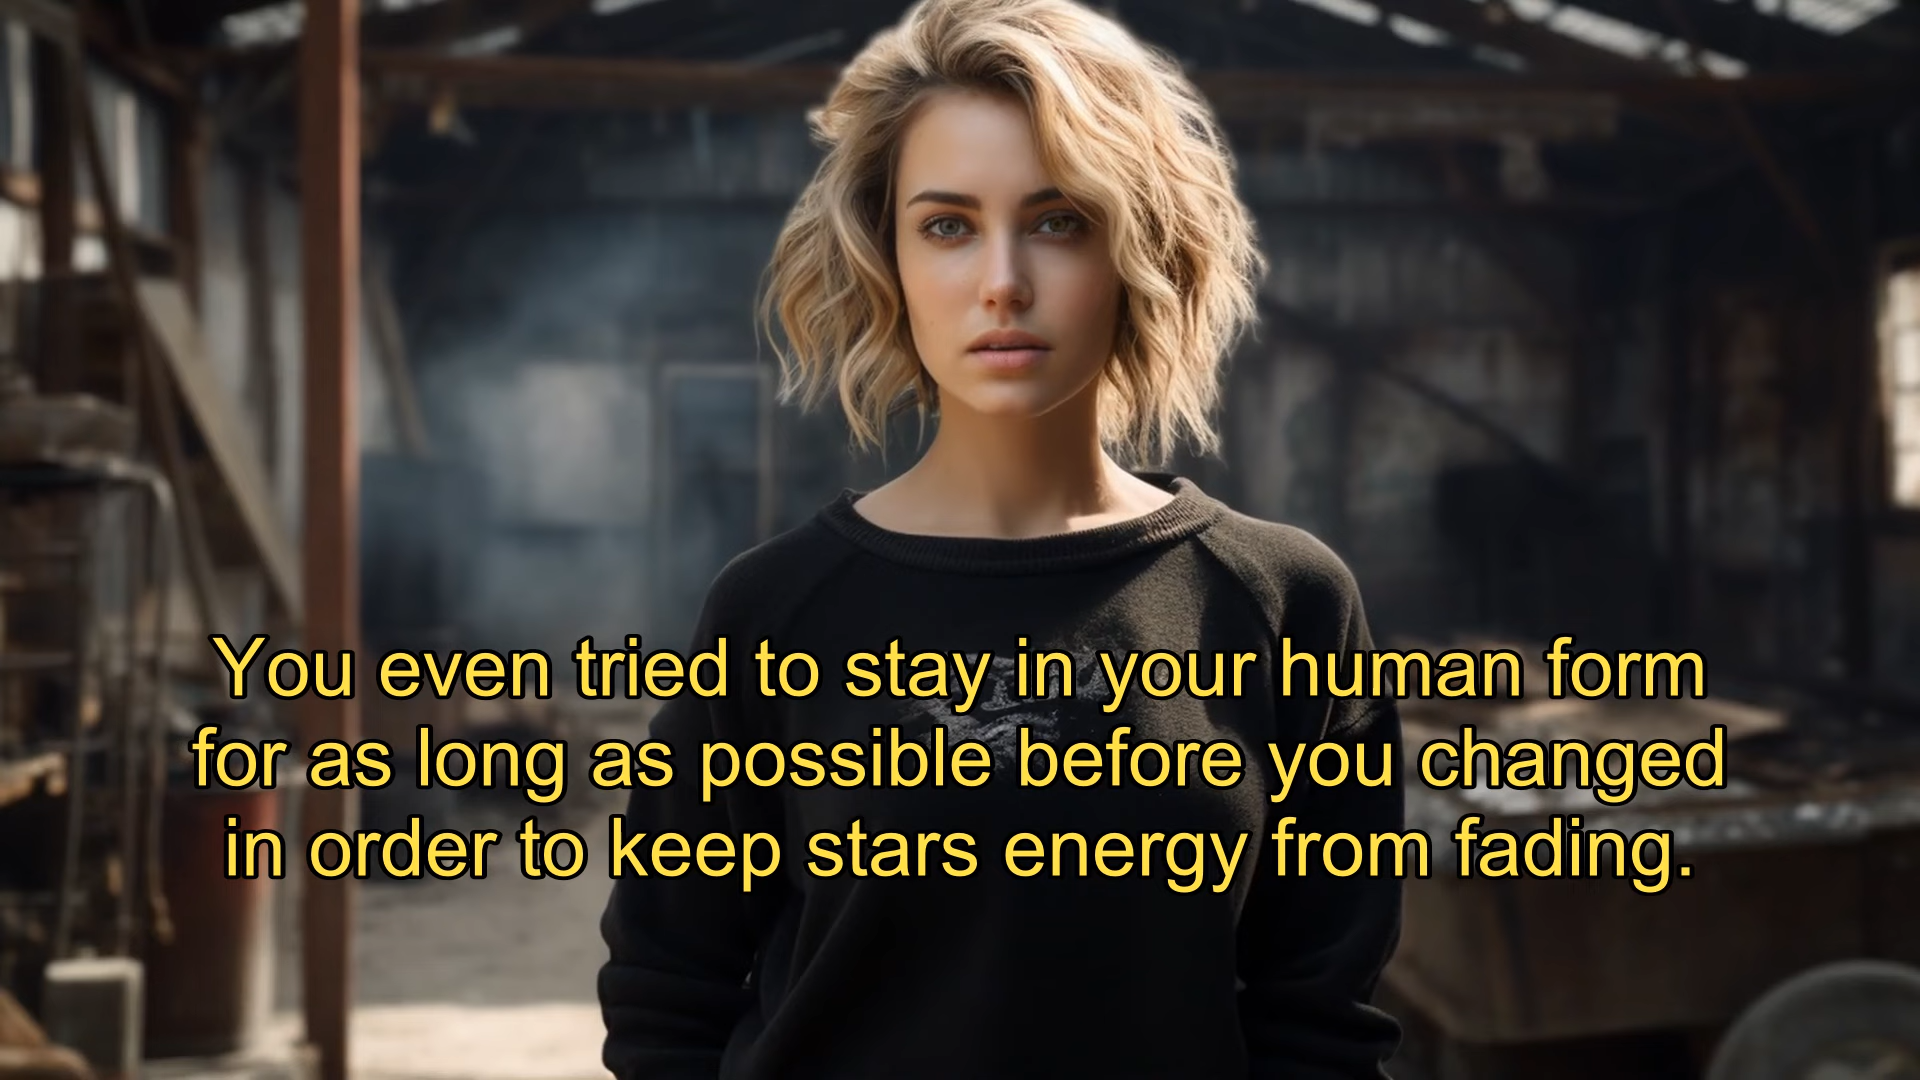 You even tried to stay in your human form
for as long as possible before you changed
in order to keep stars energy from fading.